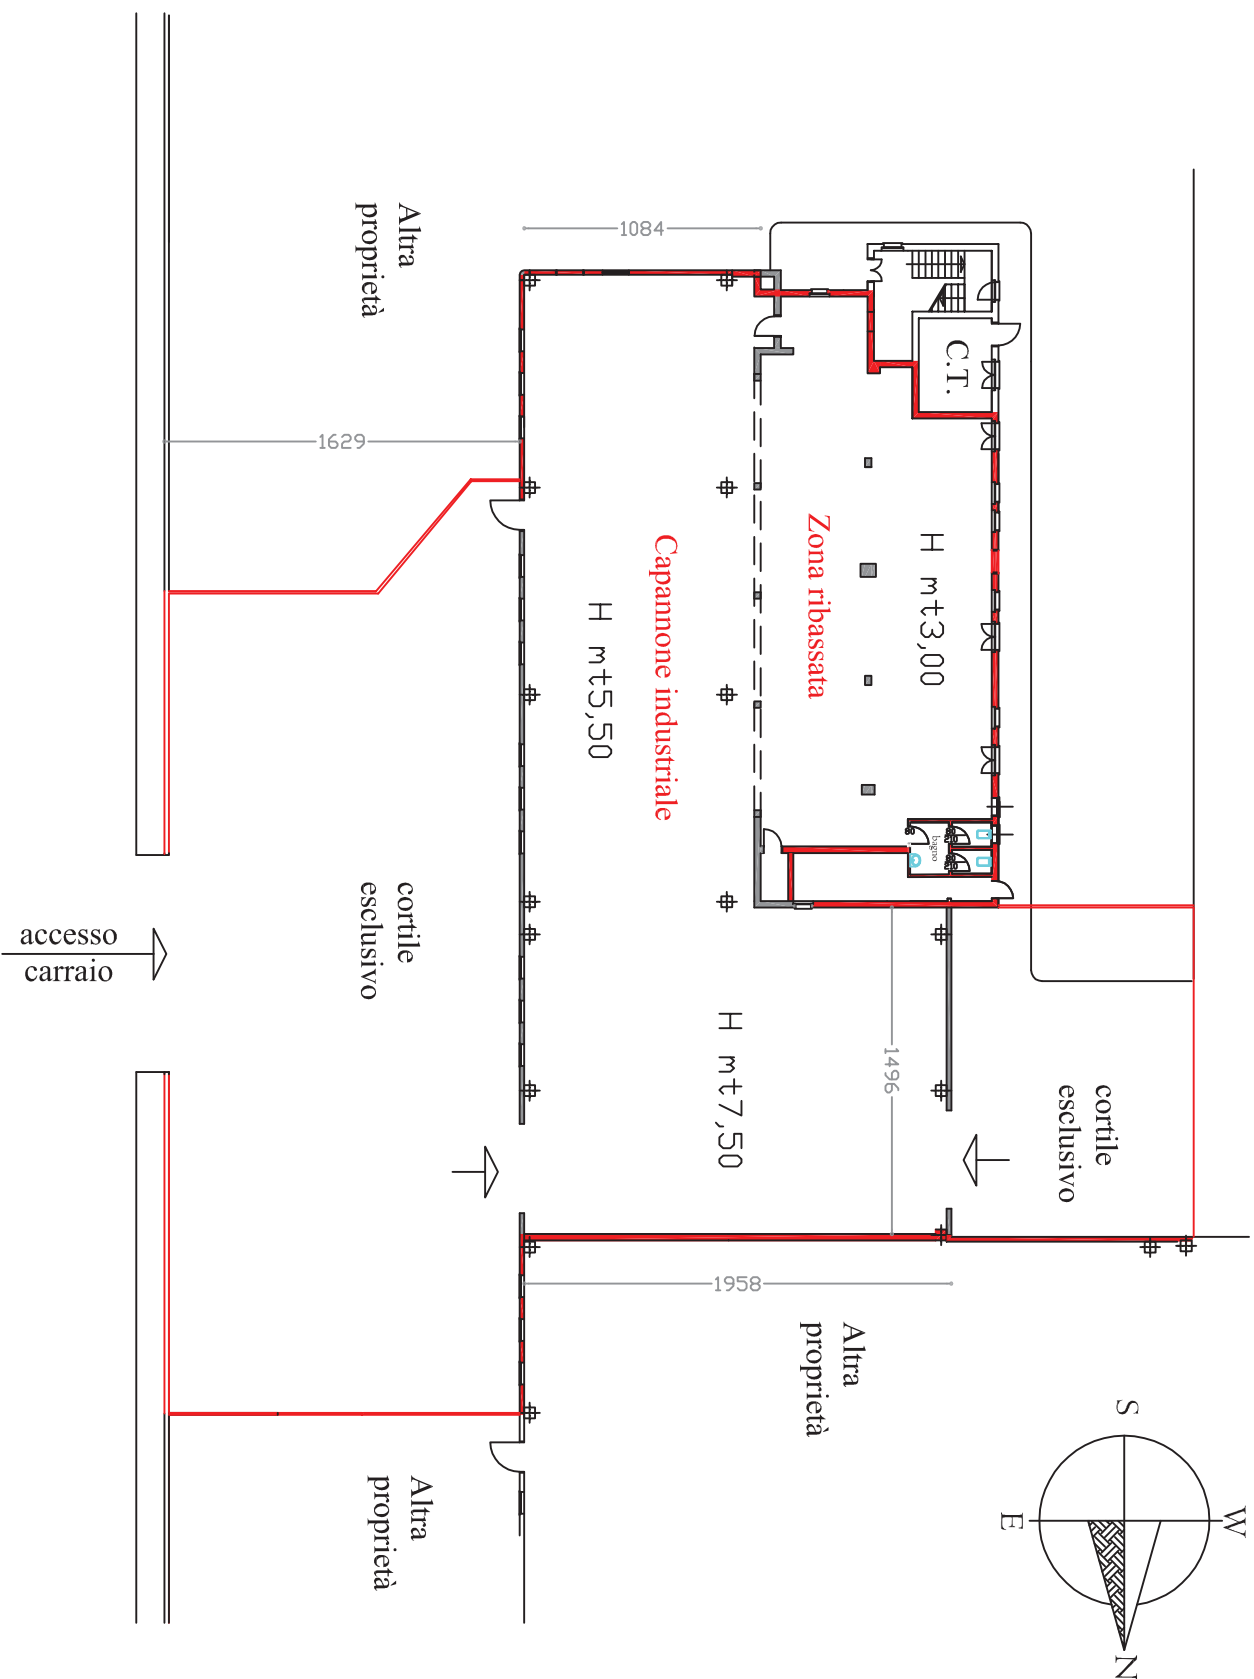 Altra
proprietà
1084
C.T.
1629
H mt3,00
Zona ribassata
Capannone industriale
H mt5,50
bagno
cortile
esclusivo
accesso
carraio
H mt7,50
1496
cortile
esclusivo
1958
Altra
proprietà
Altra
proprietà
S
W
E
N